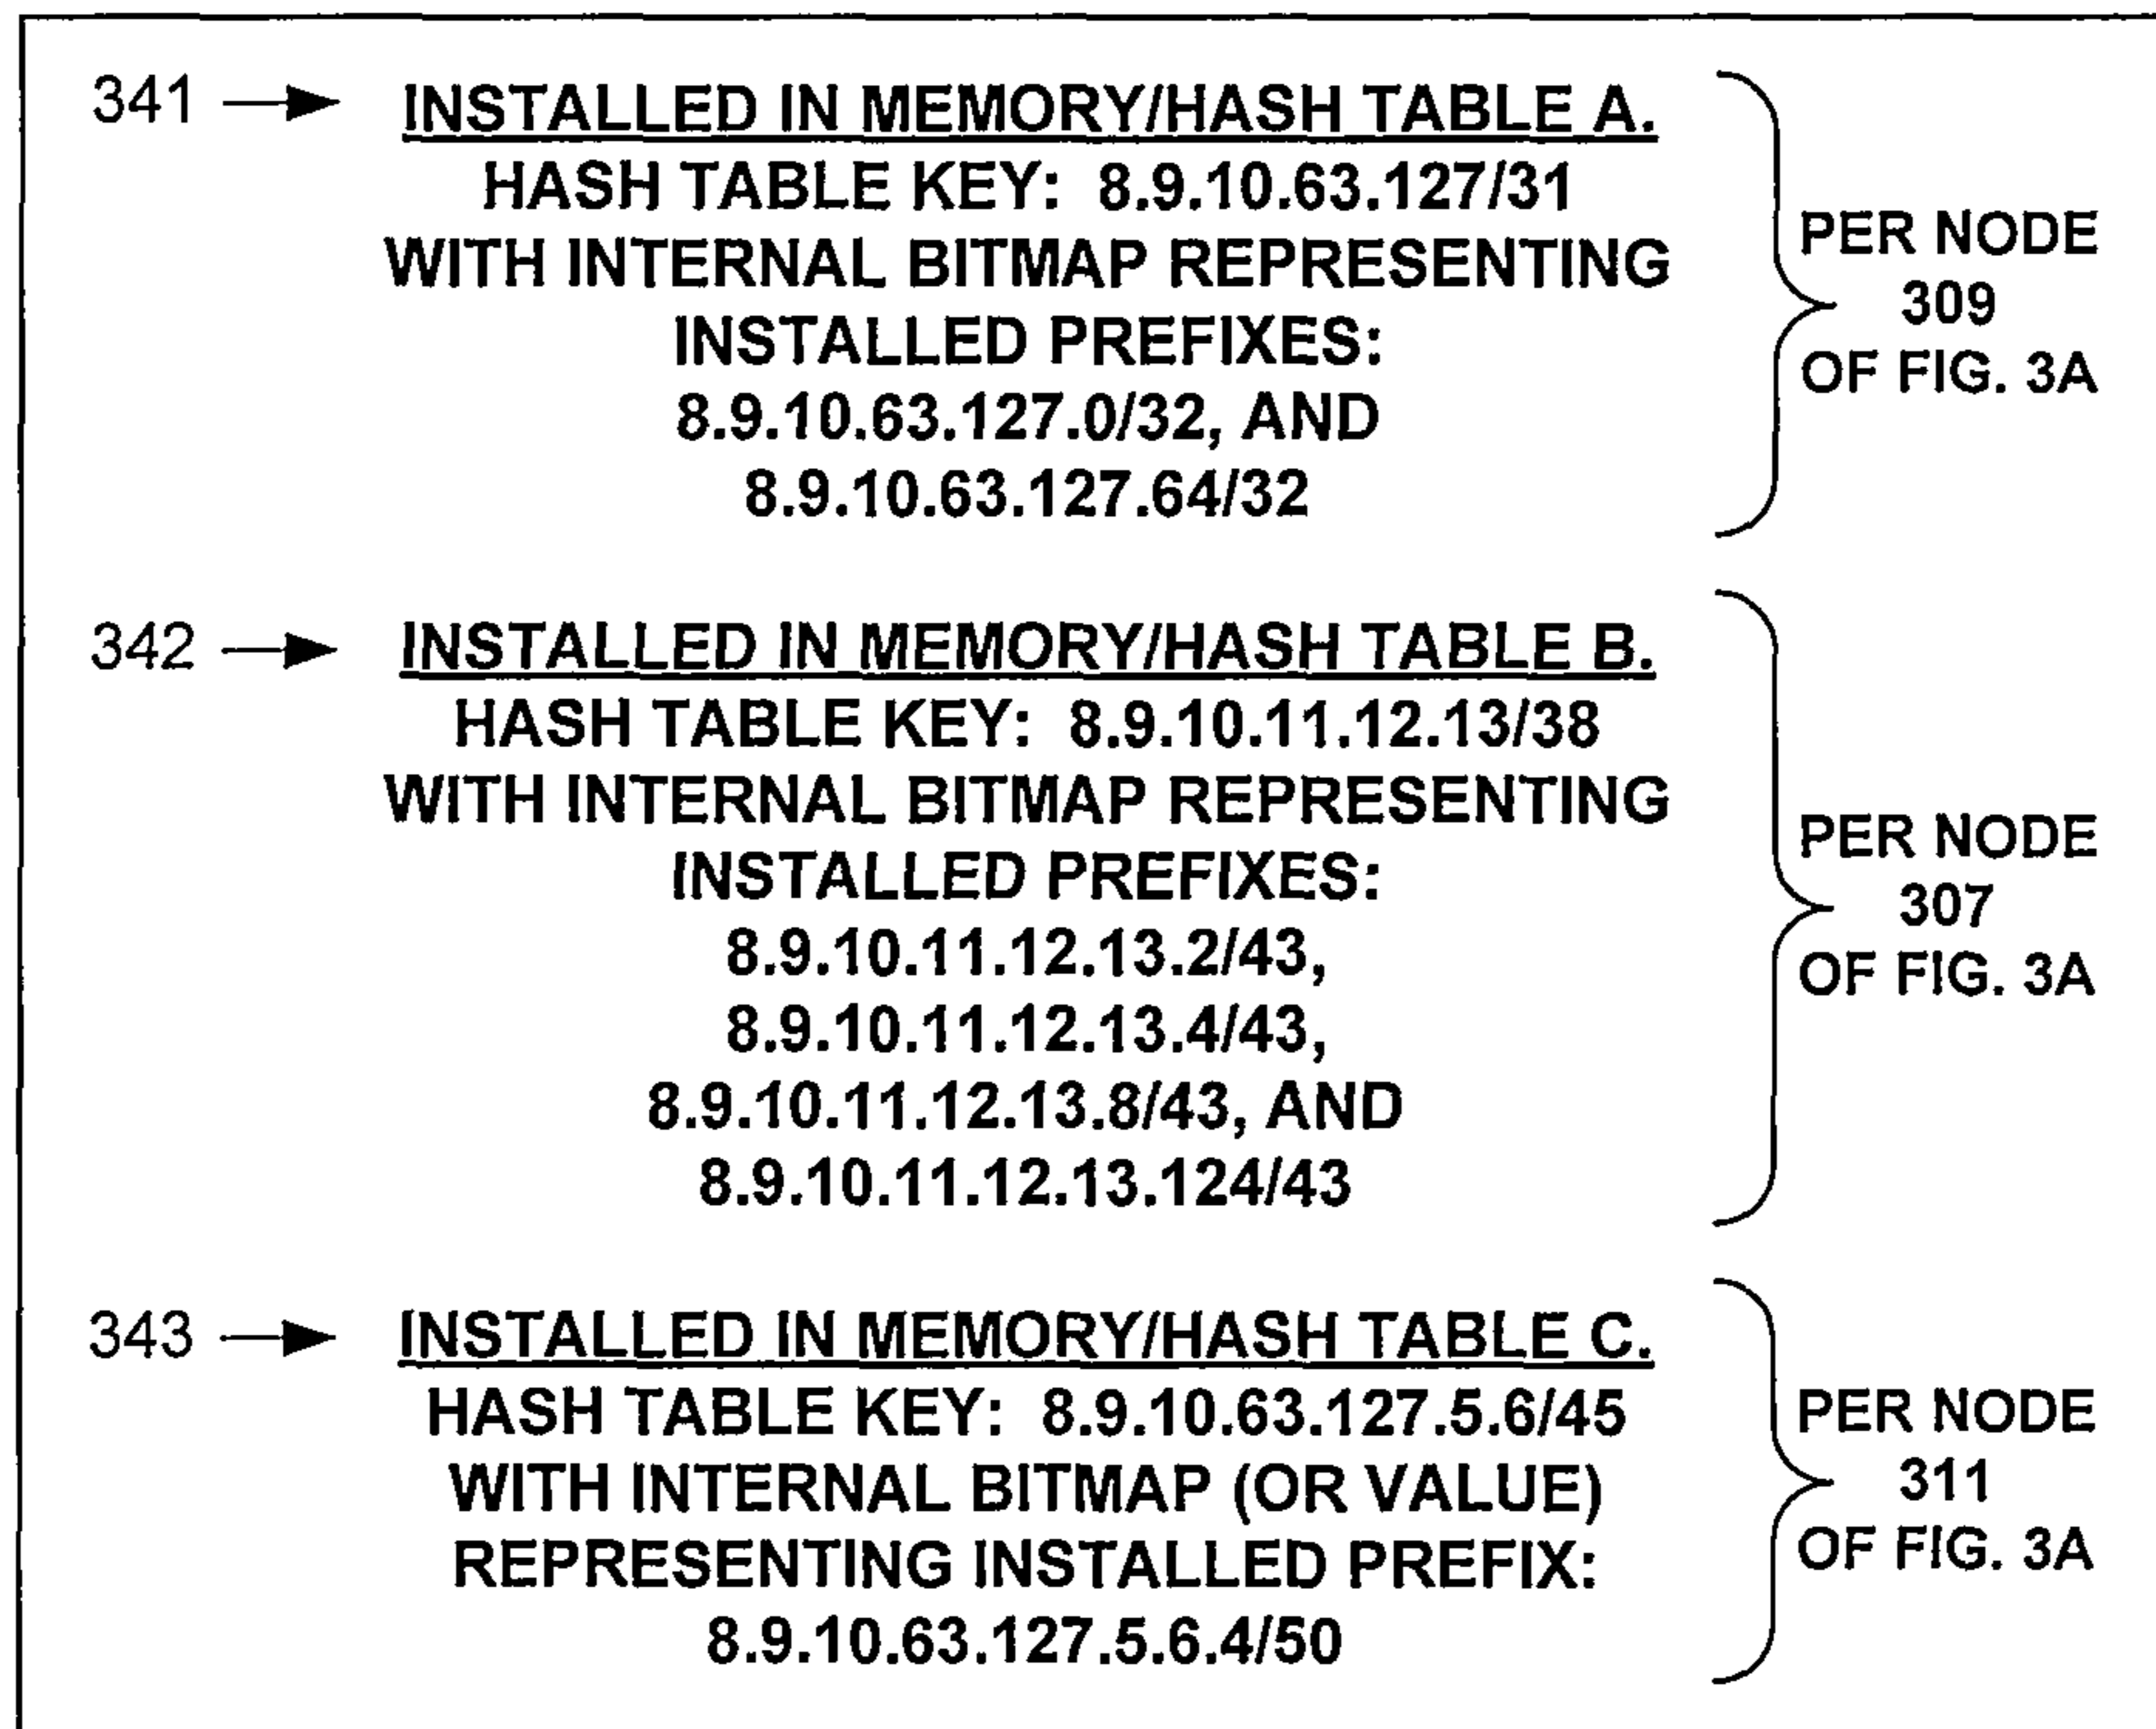 341 → INSTALLED IN MEMORY/HASH TABLE A.
HASH TABLE KEY: 8.9.10.63.127/31
WITH INTERNAL BITMAP REPRESENTING
INSTALLED PREFIXES:
8.9.10.63.127.0/32, AND
8.9.10.63.127.64/32
PER NODE
309
OF FIG. 3A
342 → INSTALLED IN MEMORY/HASH TABLE B.
HASH TABLE KEY: 8.9.10.11.12.13/38
WITH INTERNAL BITMAP REPRESENTING
INSTALLED PREFIXES:
8.9.10.11.12.13.2/43,
8.9.10.11.12.13.4/43,
8.9.10.11.12.13.8/43, AND
8.9.10.11.12.13.124/43
PER NODE
307
OF FIG. 3A
343 → INSTALLED IN MEMORY/HASH TABLE C.
HASH TABLE KEY: 8.9.10.63.127.5.6/45
WITH INTERNAL BITMAP (OR VALUE)
REPRESENTING INSTALLED PREFIX:
8.9.10.63.127.5.6.4/50
PER NODE
311
OF FIG. 3A